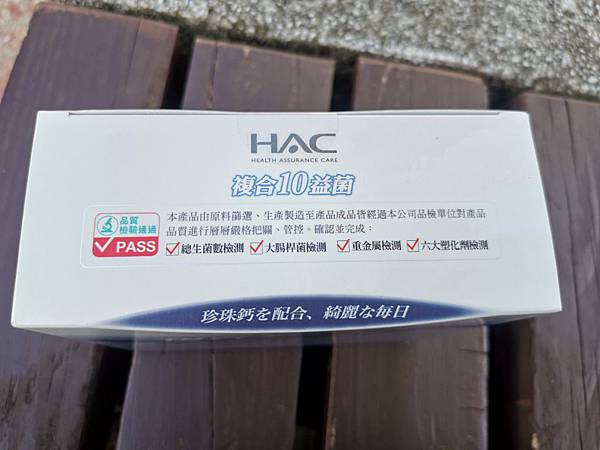 HAC
HEALTH ASSURANCE CARE
複合10益菌
品質
檢驗通過
PASS
本產品由原料篩選、生產製造至產品成品皆經過本公司品檢單位對產品
品質進行層層嚴格把關、管控。確認並完成：
總生菌數檢測 大腸桿菌檢測 重金屬檢測 六大塑化劑檢測
珍珠鈣を配合、綺麗な毎日